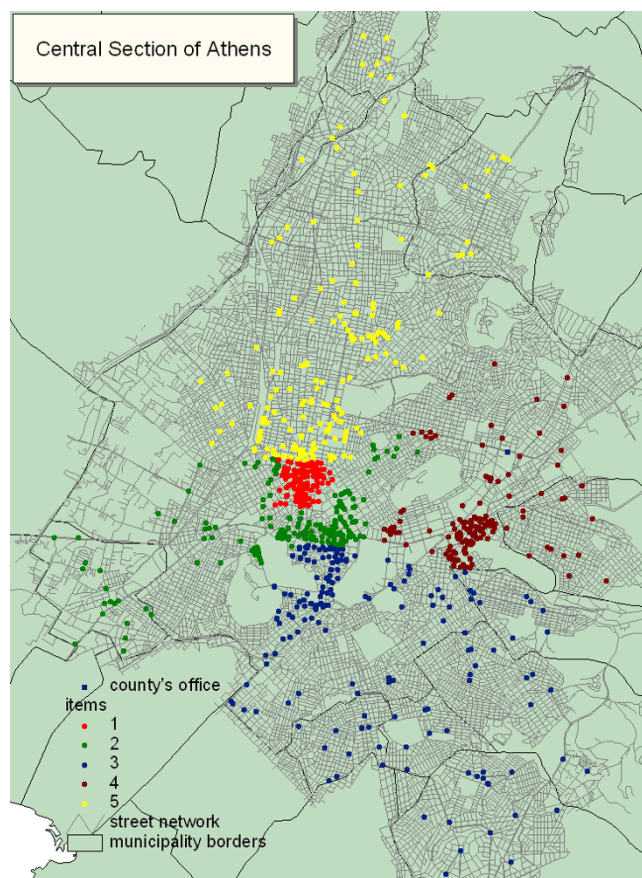 Central Section of Athens
county's office
items
1
2
3
4
5
street network
municipality borders